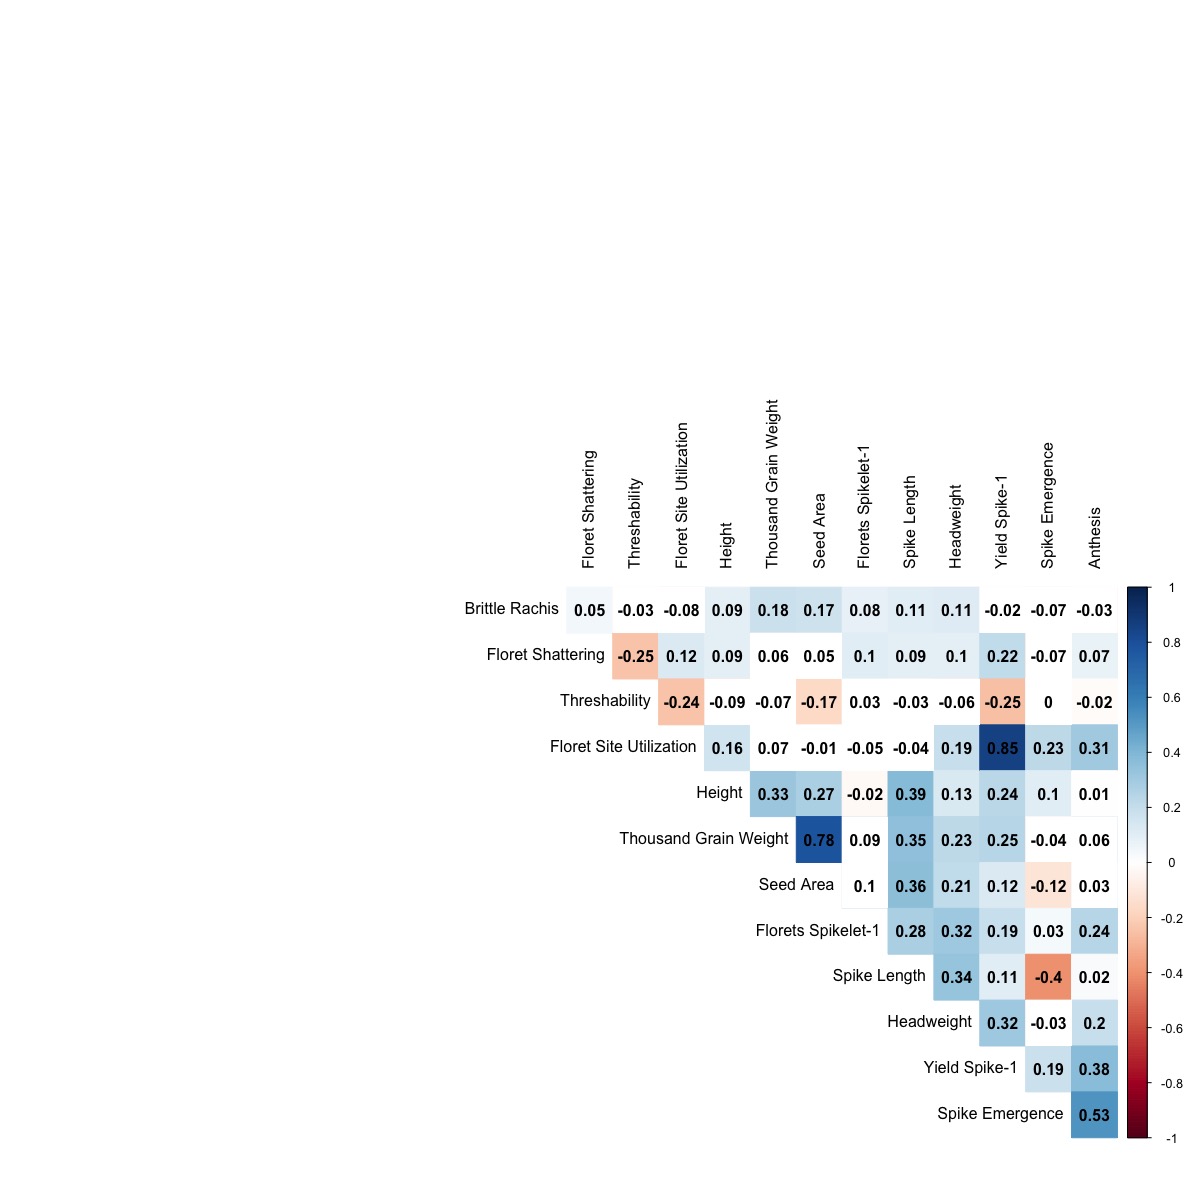 Floret Shattering
Threshability
Floret Site Utilization
Height
Thousand Grain Weight
Seed Area
Florets Spikelet-1
Spike Length
Headweight
Yield Spike-1
Spike Emergence
Anthesis
Brittle Rachis 0.05 -0.03 -0.08 0.09 0.18 0.17 0.08 0.11 0.11 -0.02 -0.07 -0.03
Floret Shattering -0.25 0.12 0.09 0.06 0.05 0.1 0.09 0.1 0.22 -0.07 0.07
Threshability -0.24 -0.09 -0.07 -0.17 0.03 -0.03 -0.06 -0.25 0 -0.02
Floret Site Utilization 0.16 0.07 -0.01 -0.05 -0.04 0.19 0.85 0.23 0.31
Height 0.33 0.27 -0.02 0.39 0.13 0.24 0.1 0.01
Thousand Grain Weight 0.78 0.09 0.35 0.23 0.25 -0.04 0.06
Seed Area 0.1 0.36 0.21 0.12 -0.12 0.03
Florets Spikelet-1 0.28 0.32 0.19 0.03 0.24
Spike Length 0.34 0.11 -0.4 0.02
Headweight 0.32 -0.03 0.2
Yield Spike-1 0.19 0.38
Spike Emergence 0.53
1
0.8
0.6
0.4
0.2
0
-0.2
-0.4
-0.6
-0.8
-1